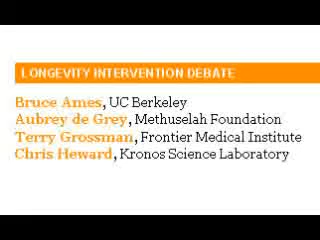 LONGEVITY INTERVENTION DEBATE
Bruce Ames, UC Berkeley
Aubrey de Grey, Methuselah Foundation
Terry Grossman, Frontier Medical Institute
Chris Heward, Kronos Science Laboratory